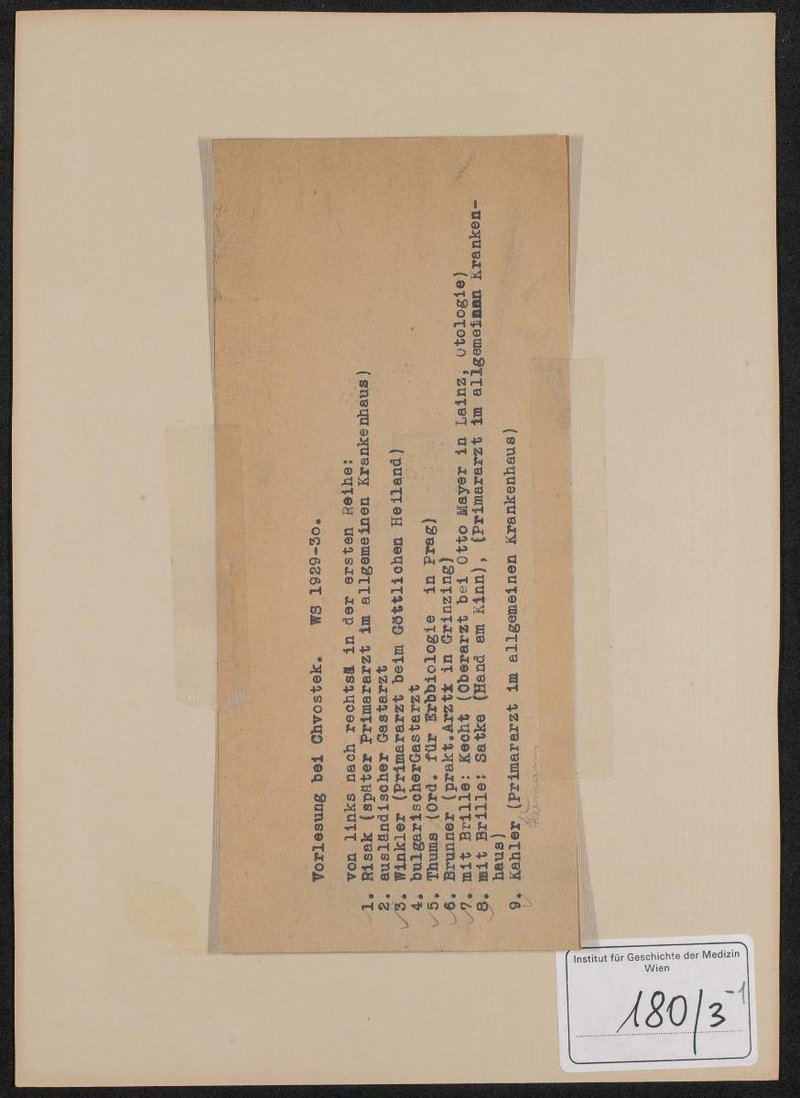 Vorlesung bei Chvostek.  WS 1929-30.
von links nach rechtsm in der ersten Reihe:
1. Risak (später Primararzt im allgemeinen Krankenhaus)
2. ausländischer Gastarzt
3. Winkler (Primararzt beim Göttlichen Heiland)
4. bulgarischerGastarzt
5. Thums (Ord. für Erbbiologie  in Prag)
6. Brunner (prakt.Arztx in Grinzing)
7. mit Brille: Kecht (Oberarzt bei Otto Mayer in Lainz, Otologie)
8. mit Brille: Satke (Hand am Kinn), (Primararzt im allgemeinen Kranken-
haus)
9. Kahler (Primararzt im allgemeinen Krankenhaus)
Institut für Geschichte der Medizin
Wien
180/3-1